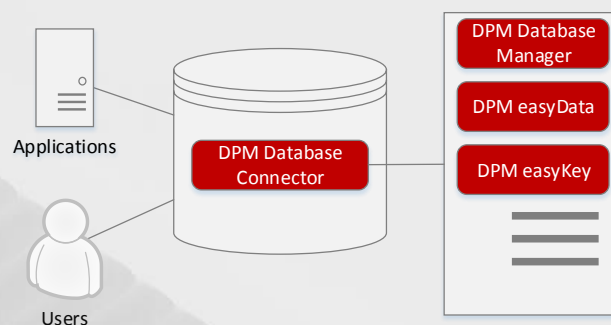 Applications
Users
DPM Database
Connector
DPM Database
Manager
DPM easyData
DPM easyKey